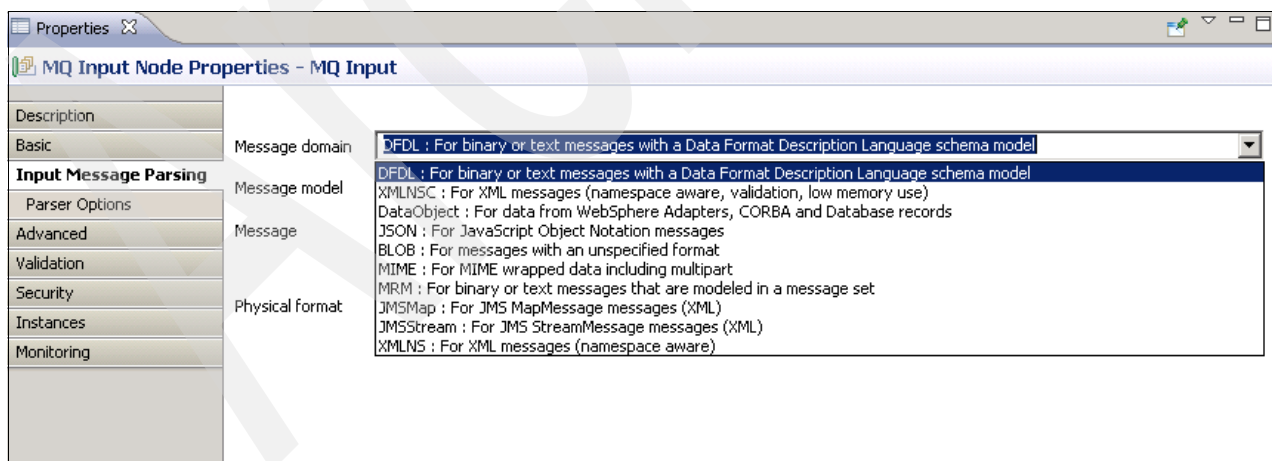 Properties
MQ Input Node Properties - MQ Input
Description
Basic
Input Message Parsing
Parser Options
Advanced
Validation
Security
Instances
Monitoring
Message domain
DFDL : For binary or text messages with a Data Format Description Language schema model
DFDL : For binary or text messages with a Data Format Description Language schema model
Message model
XMLNSC : For XML messages (namespace aware, validation, low memory use)
DataObject : For data from WebSphere Adapters, CORBA and Database records
Message
JSON : For JavaScript Object Notation messages
BLOB : For messages with an unspecified format
MIME : For MIME wrapped data including multipart
MRM : For binary or text messages that are modeled in a message set
Physical format
JMSMap : For JMS MapMessage messages (XML)
JMSStream : For JMS StreamMessage messages (XML)
XMLNS : For XML messages (namespace aware)